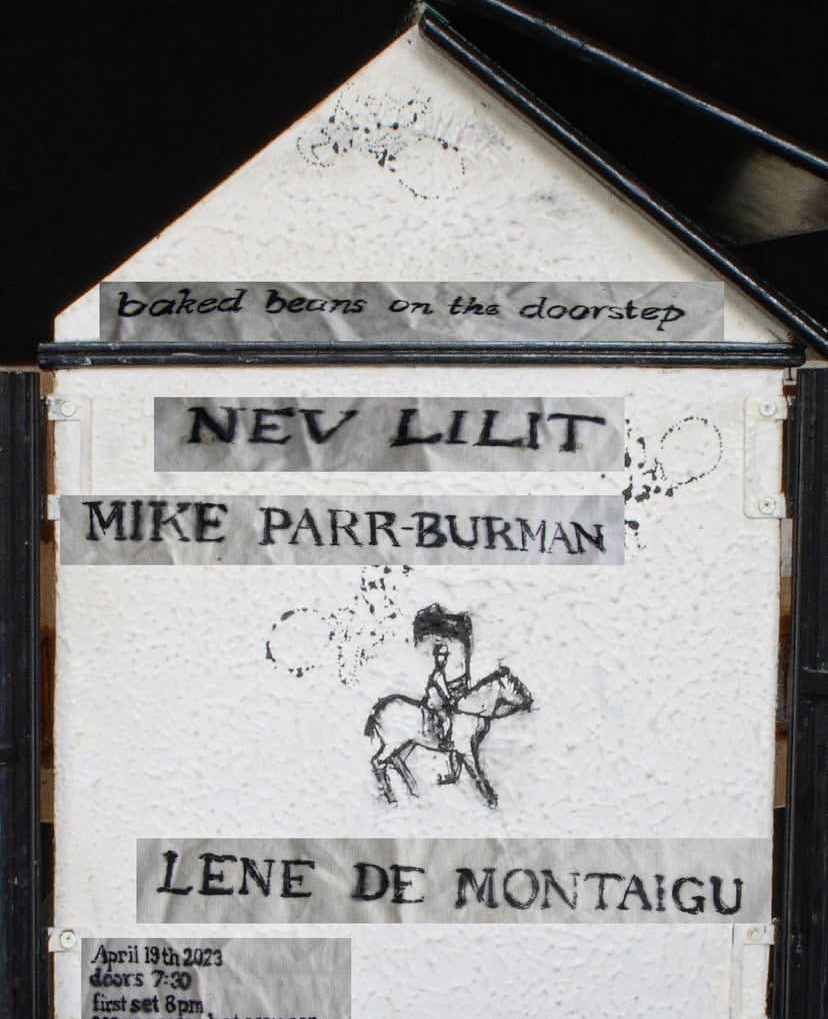 baked beans on the doorstep
NEV LILIT
MIKE PARR-BURMAN
LENE DE MONTAIGU
April 19th 2023
doors 7:30
first set 8pm